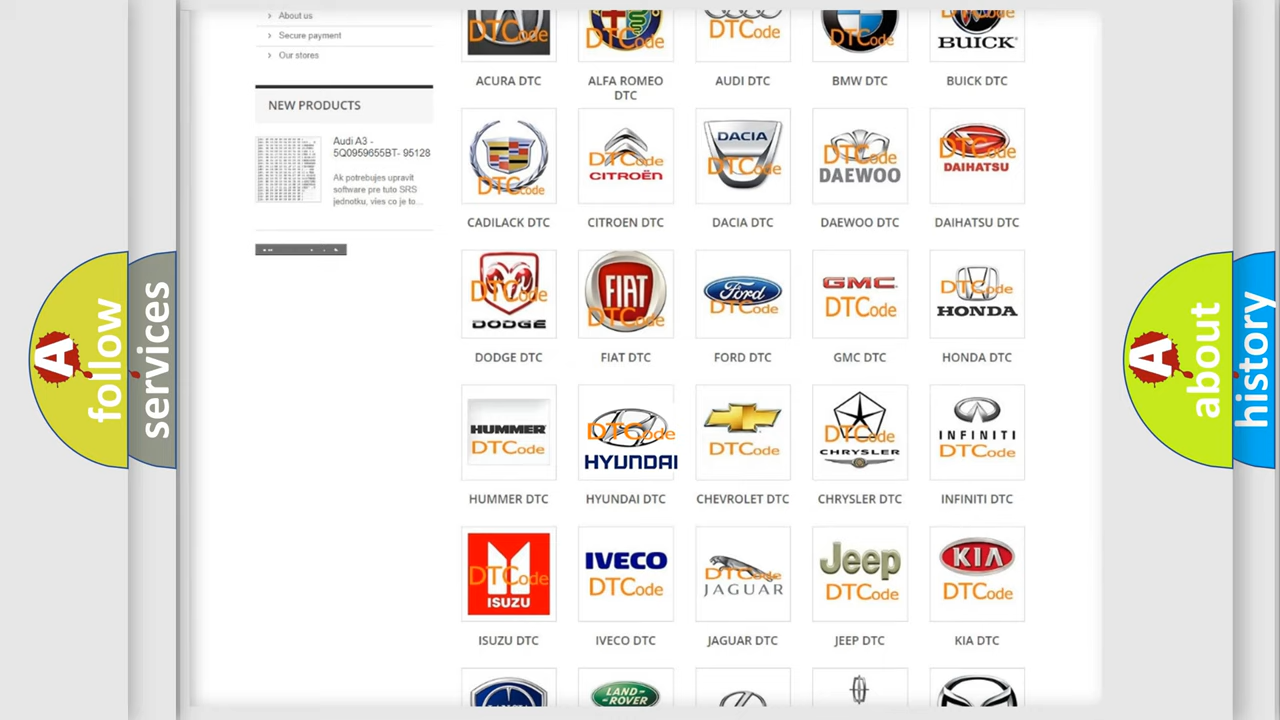 About us
Secure payment
Our stores
NEW PRODUCTS
Audi A3 -
5Q0959655BT- 95128
Ak potrebujes upravit
software pre tuto SRS
jednotku, vies co je to...
DTCode
DTCode
DTCode
DTCode
BUICK
ACURA DTC
ALFA ROMEO
DTC
AUDI DTC
BMW DTC
BUICK DTC
DTCode
DTCode
CITROËN
DACIA
DTCode
DTCode
DAEWOO
DTCode
DAIHATSU
CADILACK DTC
CITROEN DTC
DACIA DTC
DAEWOO DTC
DAIHATSU DTC
DTCode
DODGE
FIAT
DTCode
Ford
DTCode
GMC
DTCode
DTCode
HONDA
DODGE DTC
FIAT DTC
FORD DTC
GMC DTC
HONDA DTC
HUMMER
DTCode
DTCode
HYUNDAI
DTCode
DTCode
CHRYSLER
INFINITI
DTCode
HUMMER DTC
HYUNDAI DTC
CHEVROLET DTC
CHRYSLER DTC
INFINITI DTC
DTCode
ISUZU
IVECO
DTCode
DTCode
JAGUAR
Jeep
DTCode
KIA
DTCode
ISUZU DTC
IVECO DTC
JAGUAR DTC
JEEP DTC
KIA DTC
LAND-
ROVER
A
follow
services
A
about
history